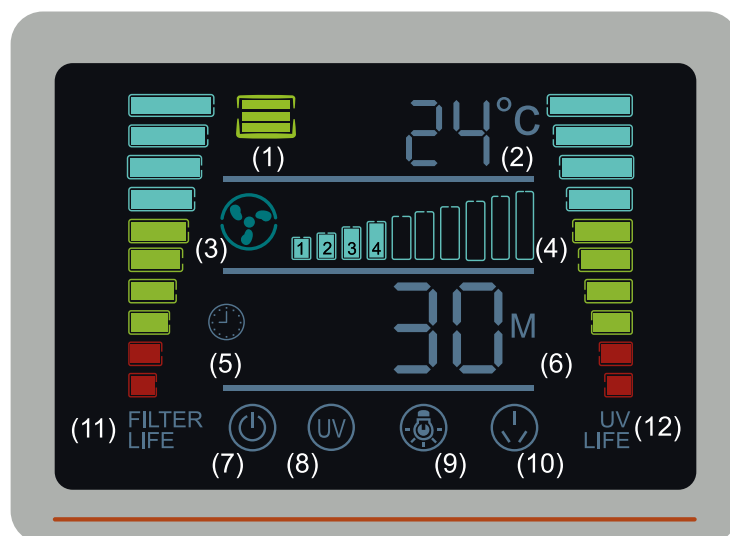 24°C
(1)
(2)
1 2 3 4
(3)
(4)
30 M
(5)
(6)
FILTER
LIFE
(11)
UV
UV
LIFE
(12)
(7)
(8)
(9)
(10)